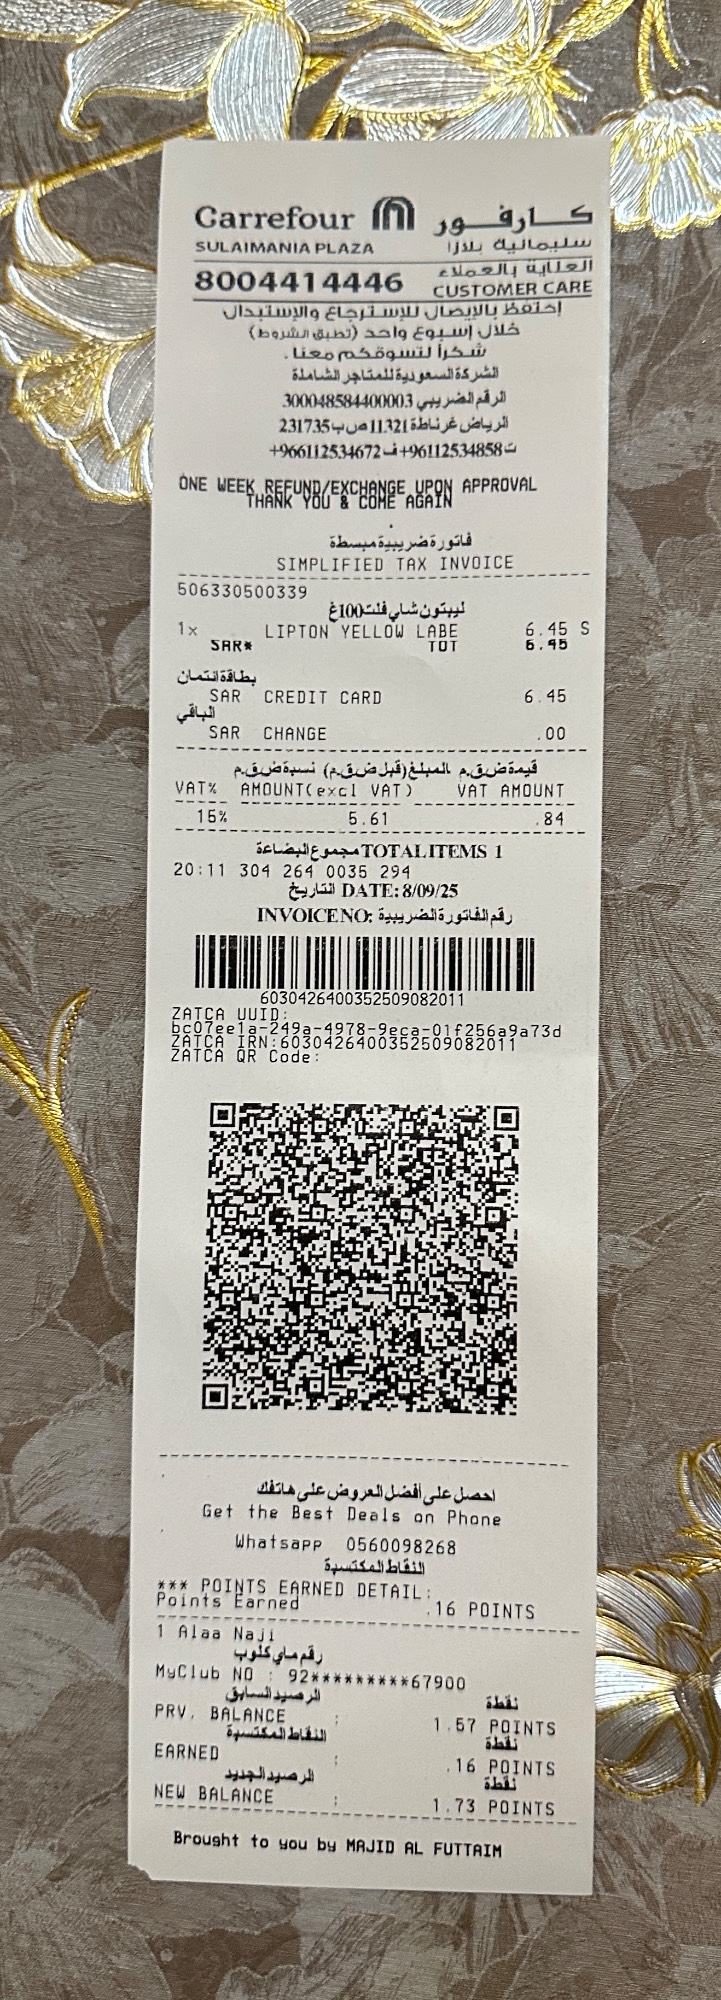 Carrefour كارفور
SULAIMANIA PLAZA سليمانية بلازا
8004414446 العناية بالعملاء
CUSTOMER CARE
إحتفظ بالإيصال للإسترجاع والإستبدال
خلال إسبوع واحد (تطبق الشروط)
شكراً لتسوقكم معنا.
الشركة السعودية للمتاجر الشاملة
الرقم الضريبي 300048584400003
الرياض غرناطة 11321 ص ب 231735
ت 96112534858+ ف 966112534672+
ONE WEEK REFUND/EXCHANGE UPON APPROVAL
THANK YOU & COME AGAIN
فاتورة ضريبية مبسطة
SIMPLIFIED TAX INVOICE
506330500339
ليبتون شاي فلت100غ
1x LIPTON YELLOW LABE 6.45 S
SAR* TOT 6.45
بطاقة ائتمان
SAR CREDIT CARD 6.45
الباقي
SAR CHANGE .00
قيمة ض.ق.م المبلغ(قبل ض.ق.م) نسبة ض.ق.م
VAT% AMOUNT(excl VAT) VAT AMOUNT
15% 5.61 .84
مجموع البضاعة TOTAL ITEMS 1
20:11 304 264 0035 294
التاريخ DATE: 8/09/25
INVOICE NO: رقم الفاتورة الضريبية
6030426400352509082011
ZATCA UUID:
bc07ee1a-249a-4978-9eca-01f256a9a73d
ZATCA IRN:6030426400352509082011
ZATCA QR Code:
احصل على أفضل العروض على هاتفك
Get the Best Deals on Phone
Whatsapp 0560098268
النقاط المكتسبة
*** POINTS EARNED DETAIL:
Points Earned .16 POINTS
1 Alaa Naji
رقم ماي كلوب
MyClub NO : 92*********67900
الرصيد السابق نقطة
PRV. BALANCE : 1.57 POINTS
النقاط المكتسبة نقطة
EARNED : .16 POINTS
الرصيد الجديد نقطة
NEW BALANCE : 1.73 POINTS
Brought to you by MAJID AL FUTTAIM